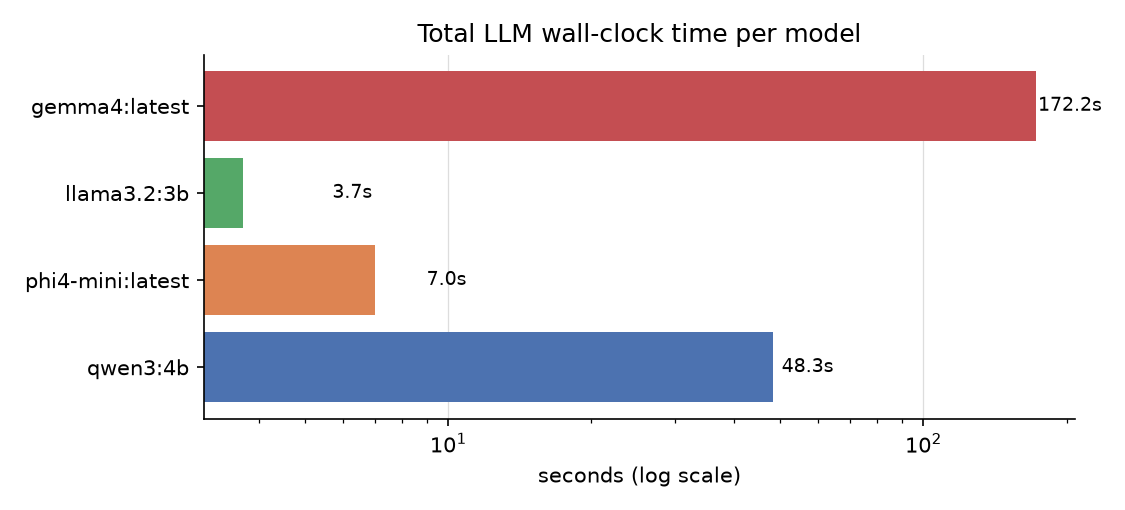 Total LLM wall-clock time per model
gemma4:latest
172.2s
llama3.2:3b
3.7s
phi4-mini:latest
7.0s
qwen3:4b
48.3s
10¹
10²
seconds (log scale)